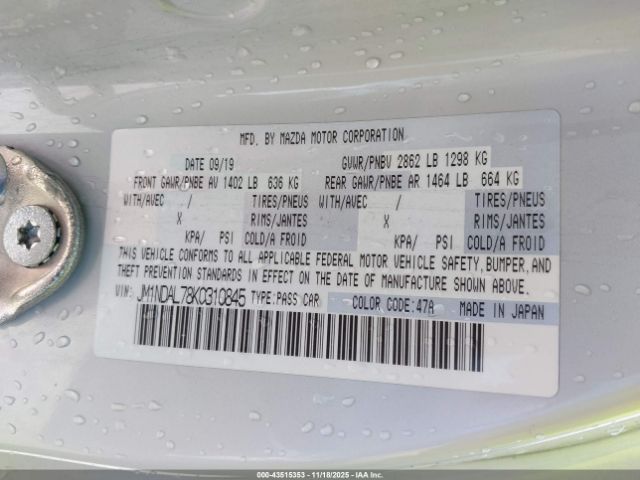 MFD. BY MAZDA MOTOR CORPORATION
DATE 09/19 GVWR/PNBV 2862 LB 1298 KG
FRONT GAWR/PNBE AV 1402 LB 636 KG REAR GAWR/PNBE AR 1464 LB 664 KG
WITH/AVEC / TIRES/PNEUS WITH/AVEC / TIRES/PNEUS
X RIMS/JANTES X RIMS/JANTES
KPA/ PSI COLD/A FROID KPA/ PSI COLD/A FROID
THIS VEHICLE CONFORMS TO ALL APPLICABLE FEDERAL MOTOR VEHICLE SAFETY, BUMPER, AND
THEFT PREVENTION STANDARDS IN EFFECT ON THE DATE OF MANUFACTURE SHOWN ABOVE.
VIN: JM1NDAL78K0310845 TYPE:PASS CAR COLOR CODE:47A MADE IN JAPAN
000-43515353 - 11/18/2025 - IAA Inc.